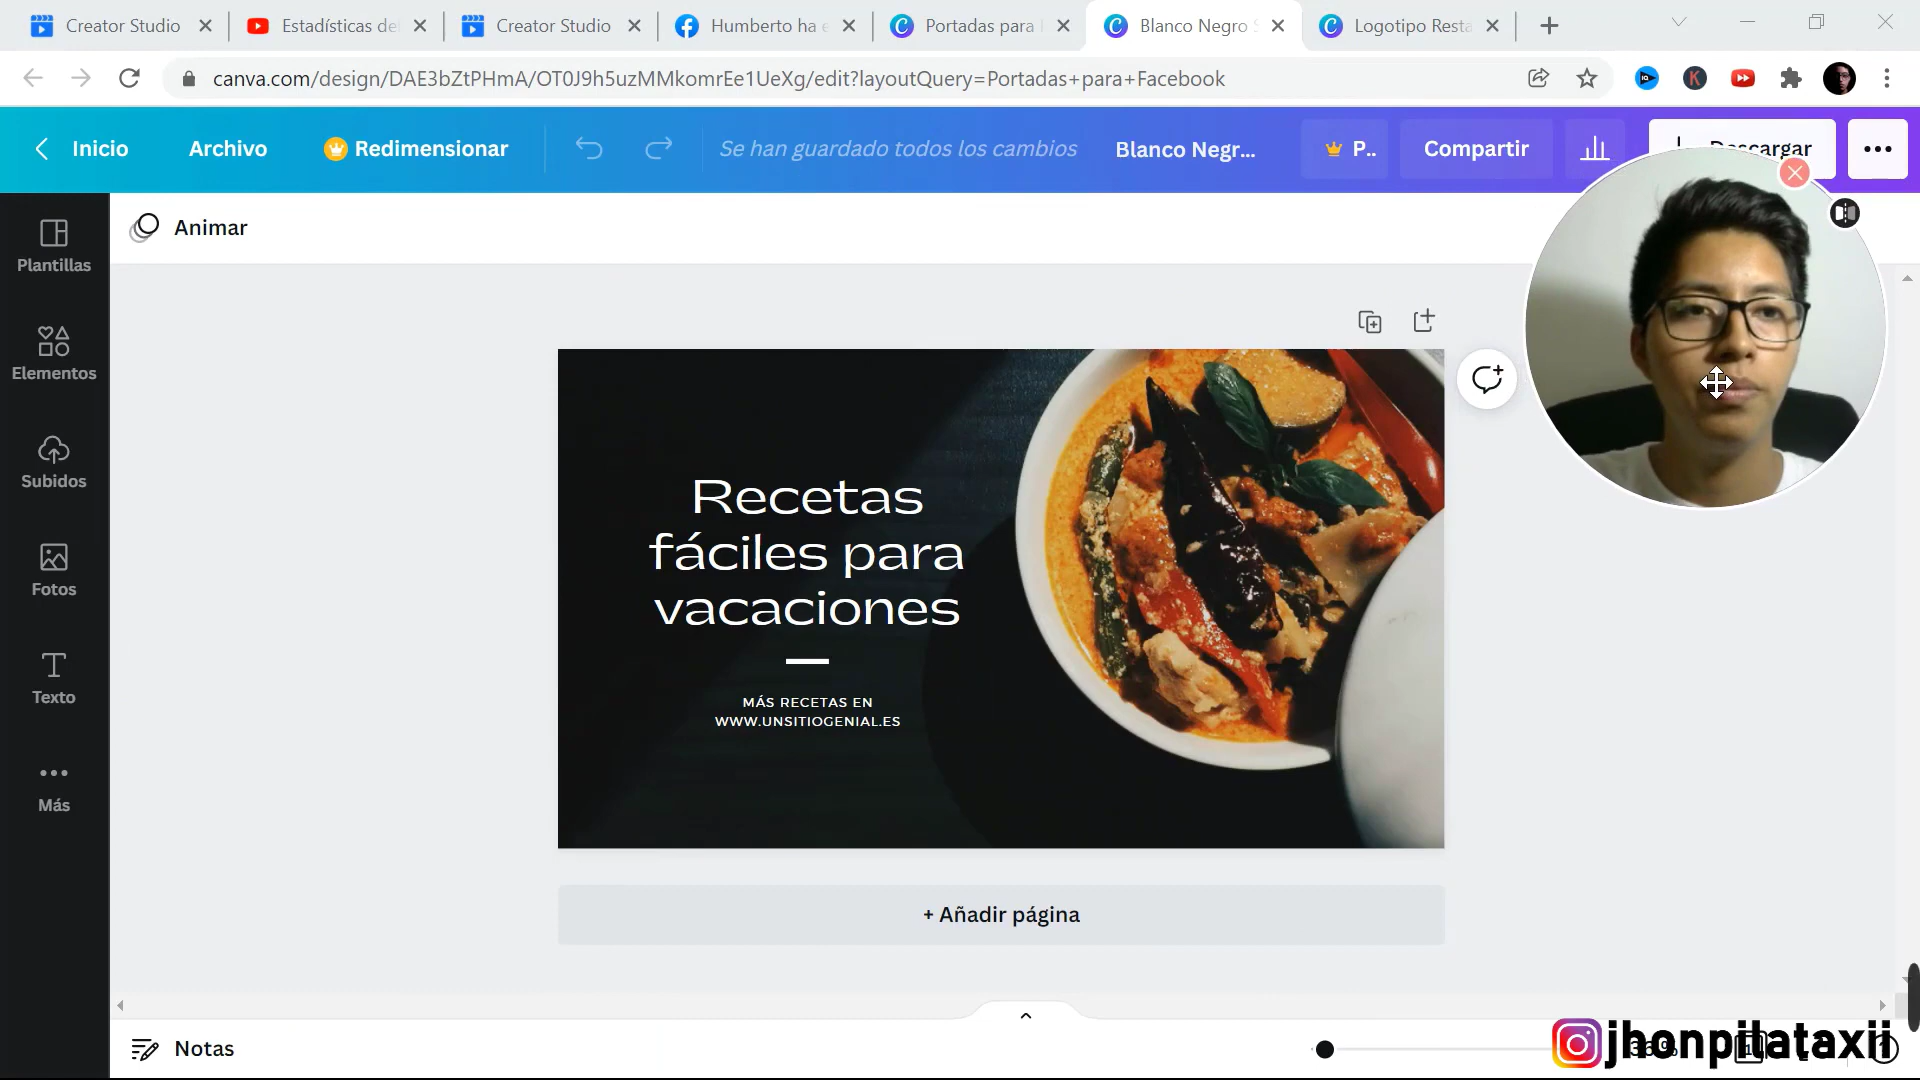 Creator Studio
Estadísticas de
Creator Studio
Humberto ha e
Portadas para
Blanco Negro S
Logotipo Resta
canva.com/design/DAE3bZtPHmA/OT0J9h5uzMMkomrEe1UeXg/edit?layoutQuery=Portadas+para+Facebook
Inicio
Archivo
Redimensionar
Se han guardado todos los cambios
Blanco Negr...
P..
Compartir
Descargar
Animar
Plantillas
Elementos
Subidos
Fotos
Texto
Más
Recetas
fáciles para
vacaciones
MÁS RECETAS EN
WWW.UNSITIOGENIAL.ES
+ Añadir página
Notas
jhonpilataxii